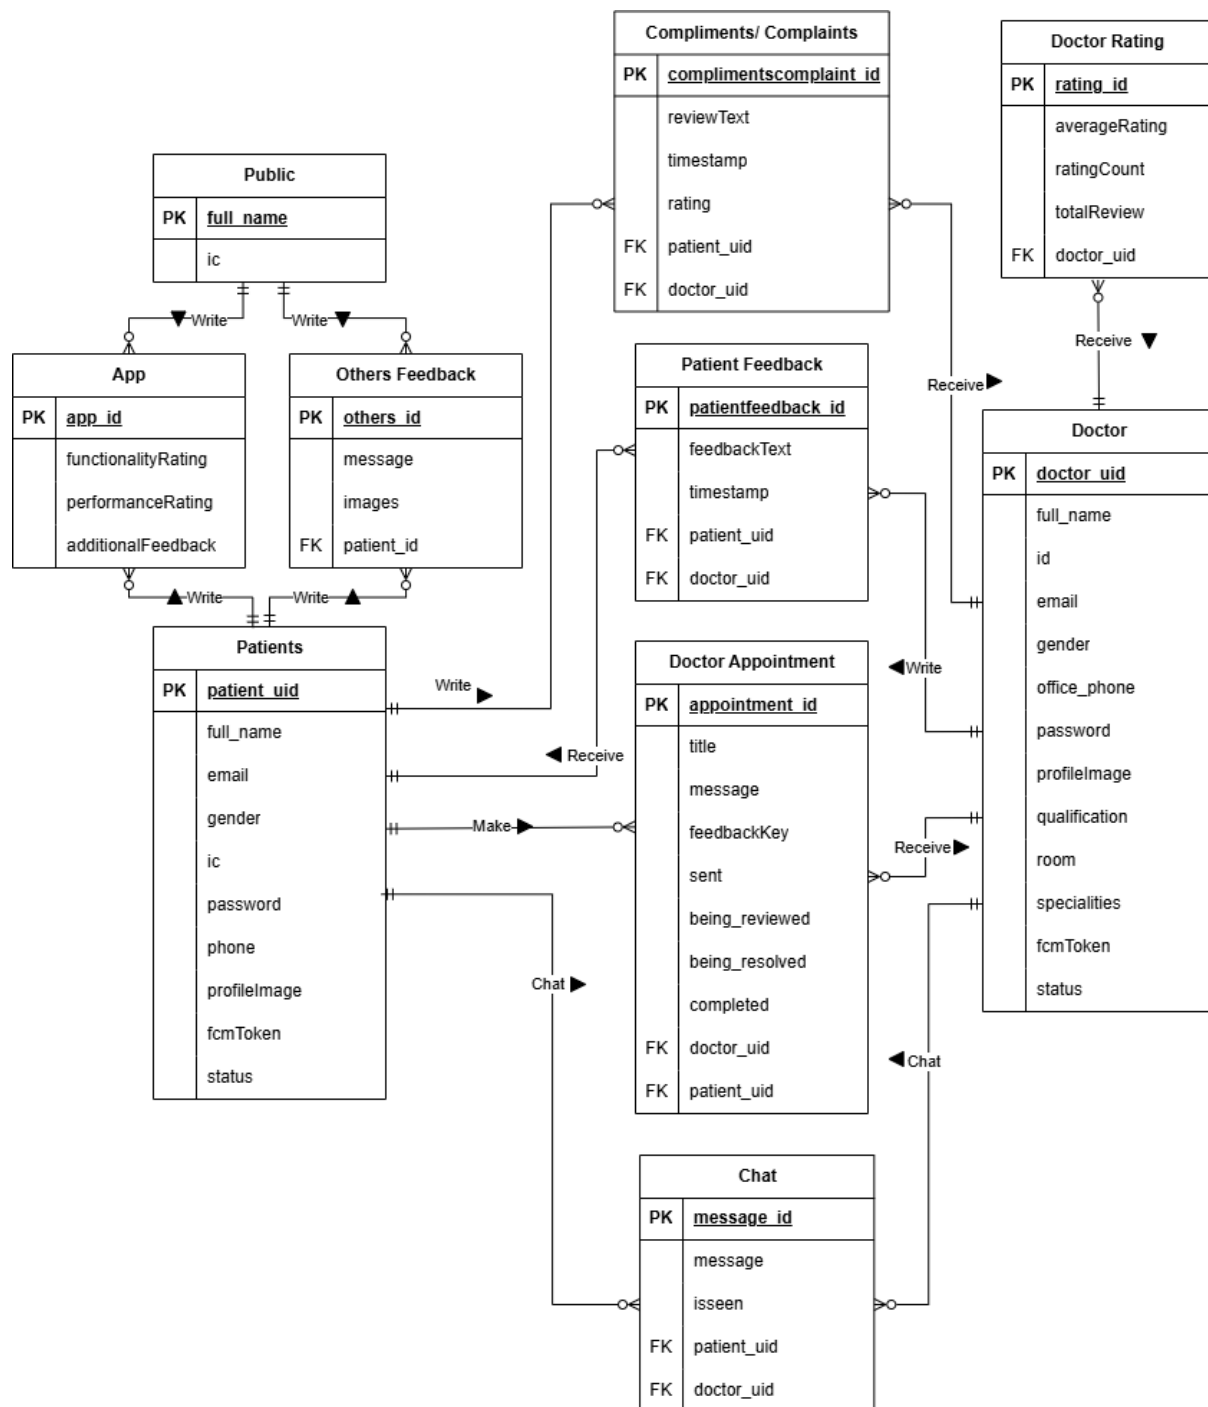 Compliments/ Complaints
PK complimentscomplaint_id
reviewText
timestamp
rating
FK patient_uid
FK doctor_uid
Doctor Rating
PK rating_id
averageRating
ratingCount
totalReview
FK doctor_uid
Public
PK full_name
ic
Write
Write
App
PK app_id
functionalityRating
performanceRating
additionalFeedback
Others Feedback
PK others_id
message
images
FK patient_id
Write
Write
Patient Feedback
PK patientfeedback_id
feedbackText
timestamp
FK patient_uid
FK doctor_uid
Receive
Receive
Doctor
PK doctor_uid
full_name
id
email
gender
office_phone
password
profileImage
qualification
room
specialities
fcmToken
status
Patients
PK patient_uid
full_name
email
gender
ic
password
phone
profileImage
fcmToken
status
Write
Receive
Make
Chat
Doctor Appointment
PK appointment_id
title
message
feedbackKey
sent
being_reviewed
being_resolved
completed
FK doctor_uid
FK patient_uid
Write
Receive
Chat
Chat
PK message_id
message
isseen
FK patient_uid
FK doctor_uid